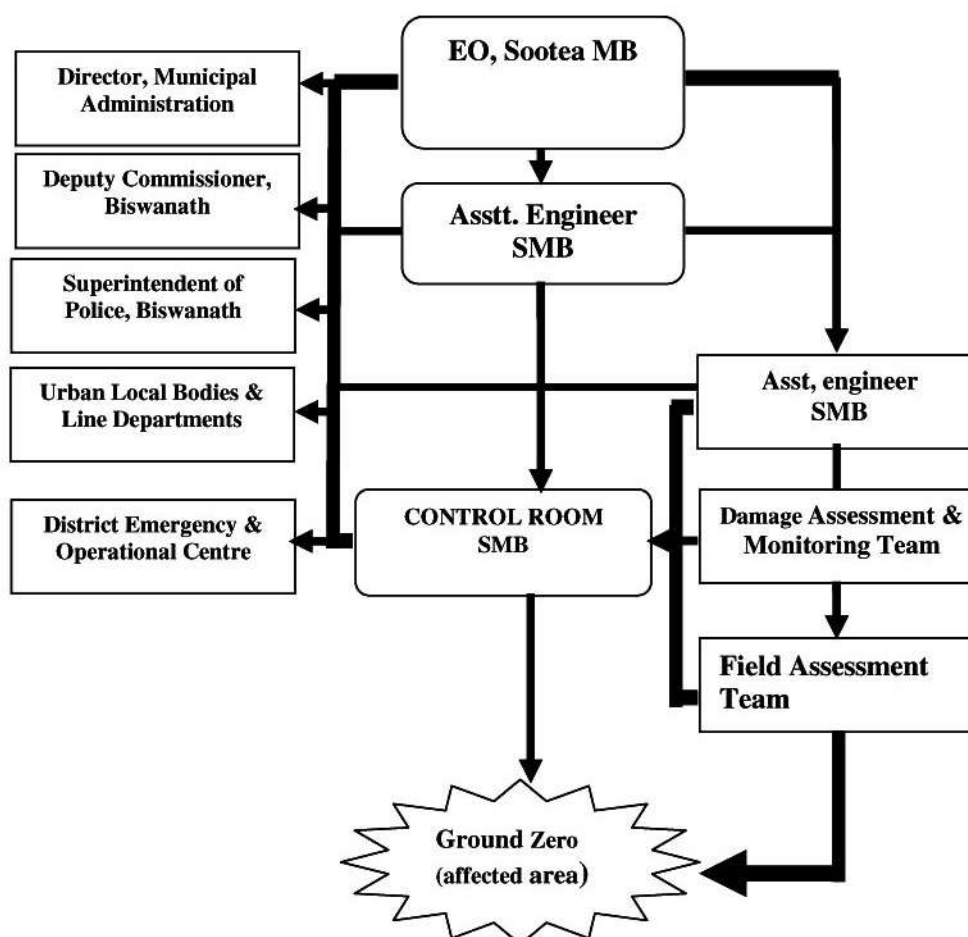 EO, Sootea MB
Director, Municipal
Administration
Deputy Commissioner,
Biswanath
Asstt. Engineer
SMB
Superintendent of
Police, Biswanath
Asst, engineer
SMB
Urban Local Bodies &
Line Departments
CONTROL ROOM
SMB
Damage Assessment &
Monitoring Team
District Emergency &
Operational Centre
Field Assessment
Team
Ground Zero
(affected area)